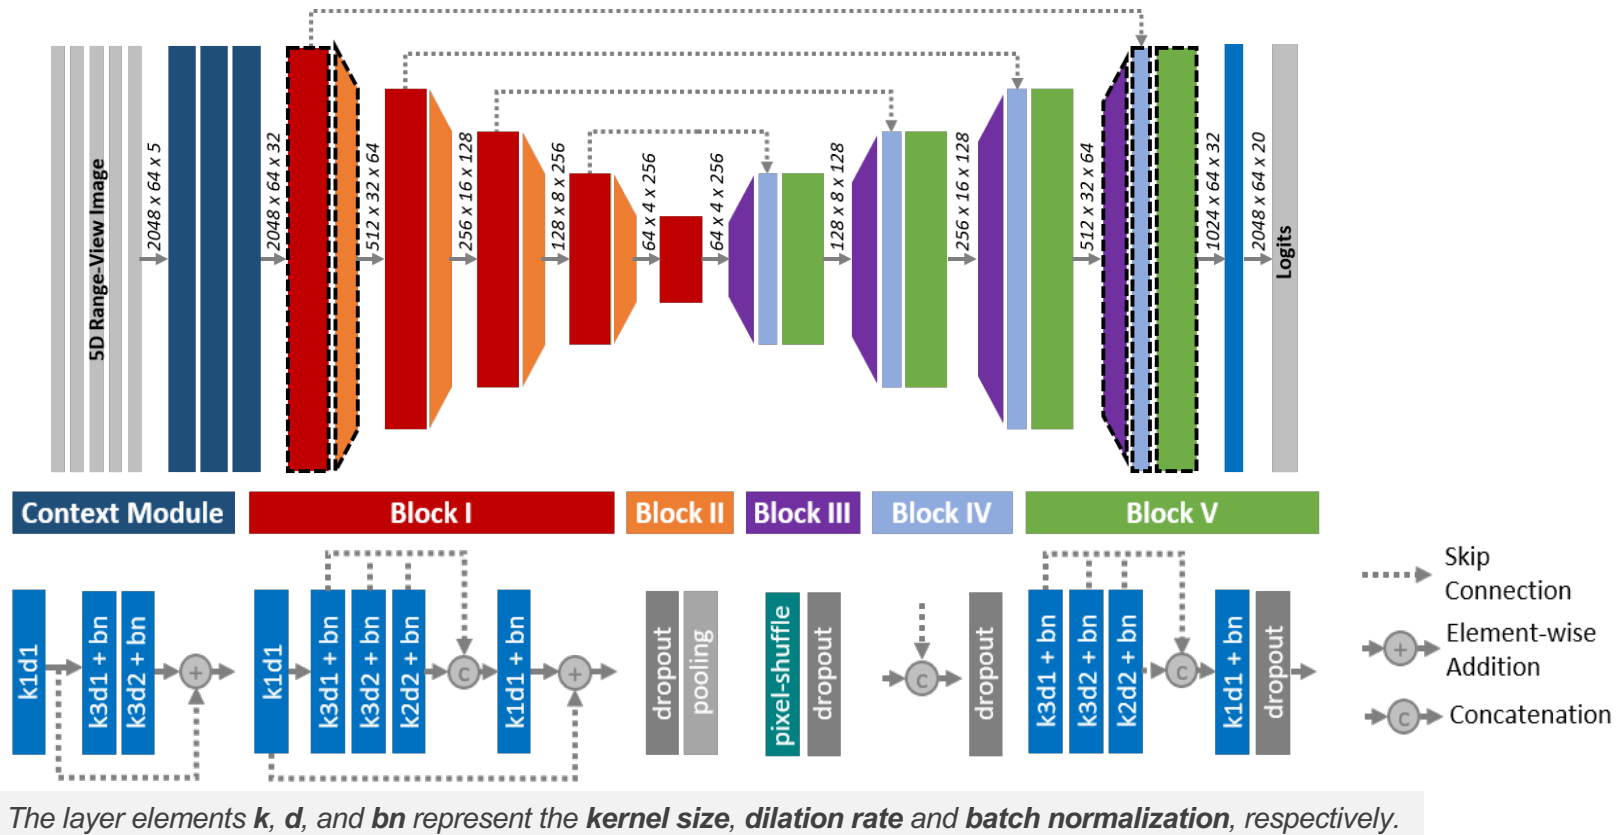 5D Range-View Image
2048 x 64 x 5
2048 x 64 x 32
512 x 32 x 64
256 x 16 x 128
128 x 8 x 256
64 x 4 x 256
64 x 4 x 256
128 x 8 x 128
256 x 16 x 128
512 x 32 x 64
1024 x 64 x 32
2048 x 64 x 20
Logits
Context Module
Block I
Block II
Block III
Block IV
Block V
k1d1
k3d1 + bn
k3d2 + bn
+
k1d1
k3d1 + bn
k3d2 + bn
k2d2 + bn
c
k1d1 + bn
+
dropout
pooling
pixel-shuffle
dropout
c
dropout
k3d1 + bn
k3d2 + bn
k2d2 + bn
c
k1d1 + bn
dropout
Skip
Connection
+
Element-wise
Addition
c
Concatenation
The layer elements k, d, and bn represent the kernel size, dilation rate and batch normalization, respectively.